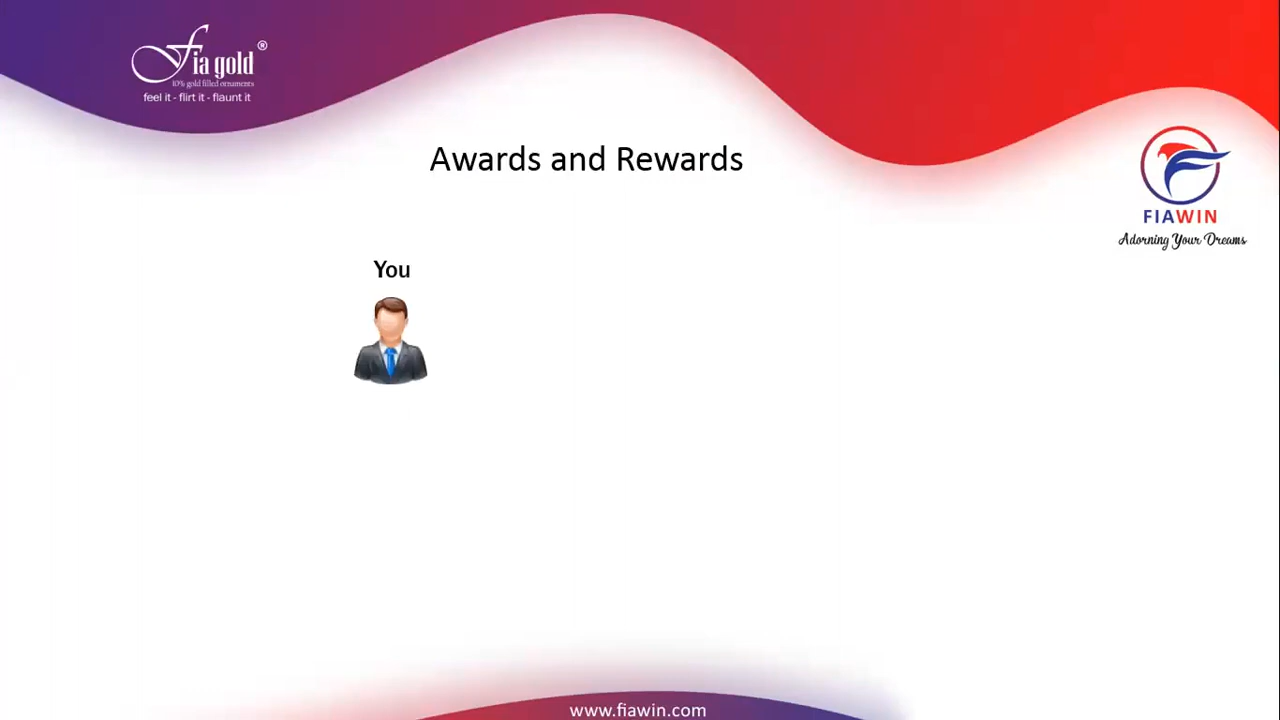 Fia gold ®
10% gold filled ornaments
feel it - flirt it - flaunt it
Awards and Rewards
FIAWIN
Adorning Your Dreams
You
www.fiawin.com